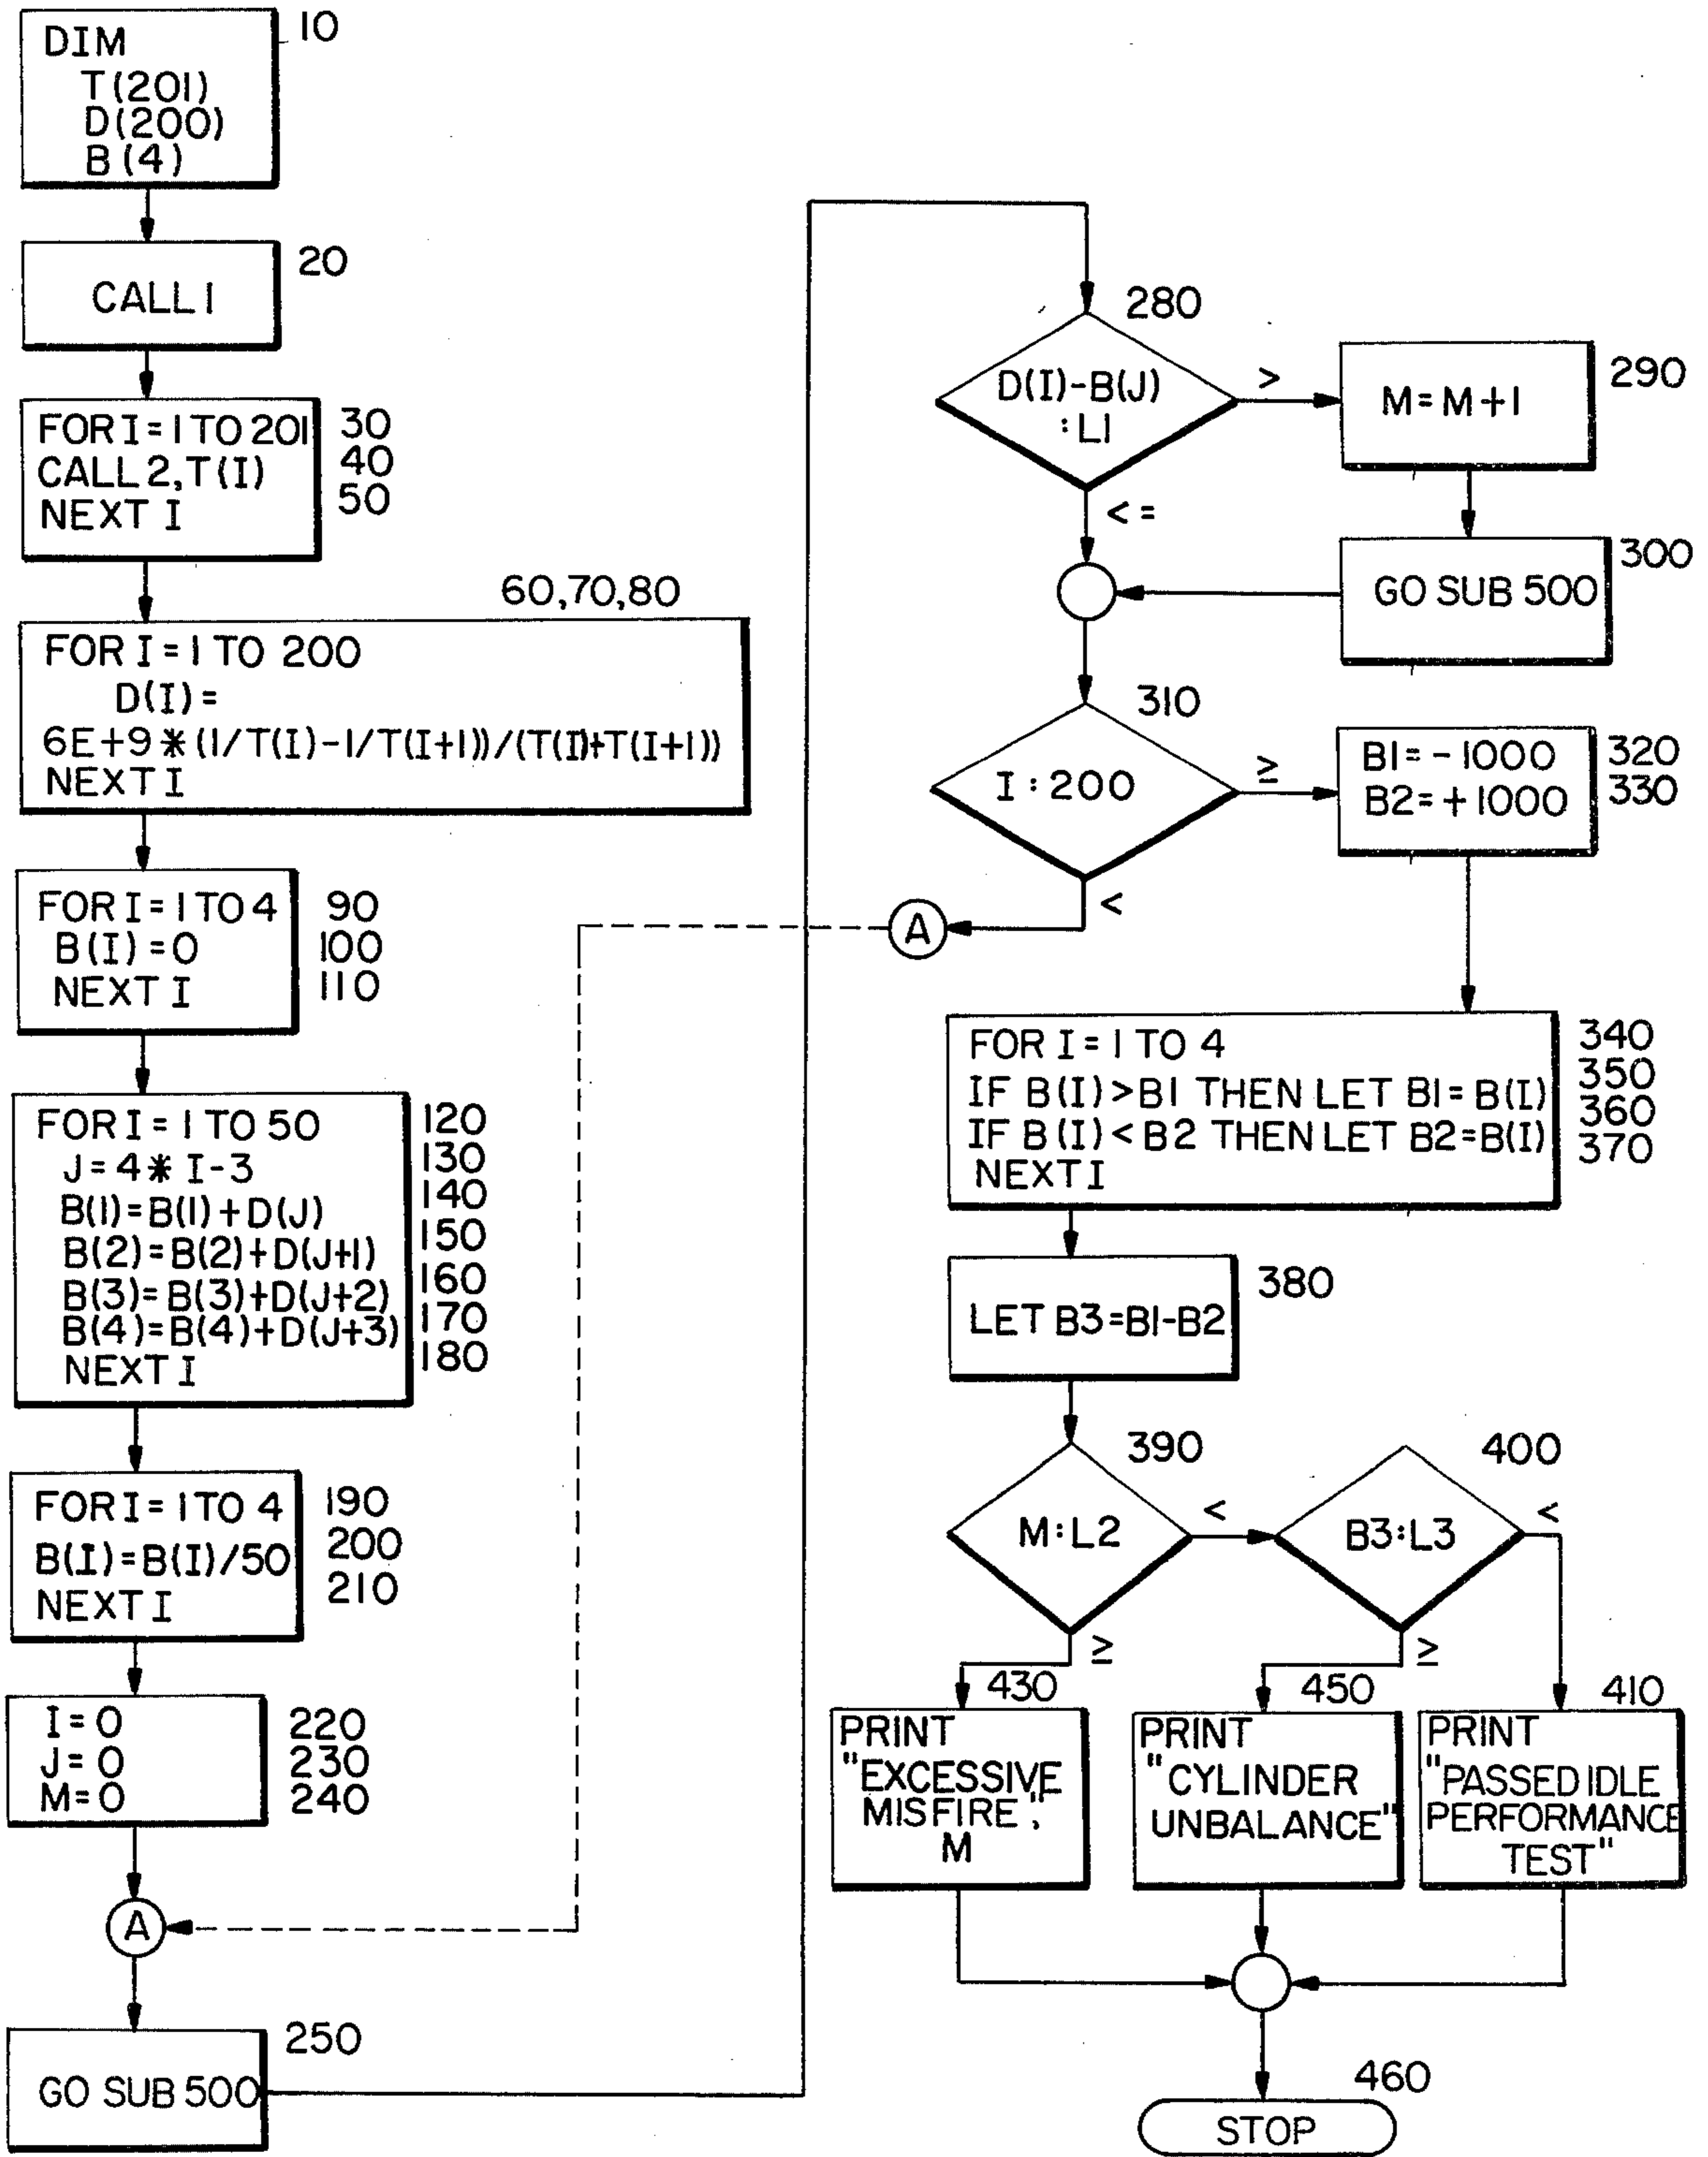 DIM
T(201)
D(200)
B(4)
10
CALL 1
20
FOR I = 1 TO 201
CALL 2, T(I)
NEXT I
30
40
50
60,70,80
FOR I = 1 TO 200
D(I) =
6E+9 * (1/T(I)-1/T(I+1))/(T(I)+T(I+1))
NEXT I
FOR I = 1 TO 4
B(I) = 0
NEXT I
90
100
110
FOR I = 1 TO 50
J = 4 * I-3
B(1) = B(1) + D(J)
B(2) = B(2) + D(J+1)
B(3) = B(3) + D(J+2)
B(4) = B(4) + D(J+3)
NEXT I
120
130
140
150
160
170
180
FOR I = 1 TO 4
B(I) = B(I)/50
NEXT I
190
200
210
I = 0
J = 0
M = 0
220
230
240
A
GO SUB 500
250
280
D(I)-B(J)
: L1
>
< =
M = M + 1
290
GO SUB 500
300
310
I : 200
≥
<
A
B1 = - 1000
B2 = + 1000
320
330
FOR I = 1 TO 4
IF B(I) > B1 THEN LET B1 = B(I)
IF B(I) < B2 THEN LET B2 = B(I)
NEXT I
340
350
360
370
LET B3 = B1-B2
380
390
M : L2
<
≥
400
B3 : L3
<
≥
430
PRINT
"EXCESSIVE
MISFIRE";
M
450
PRINT
"CYLINDER
UNBALANCE"
410
PRINT
"PASSED IDLE
PERFORMANCE
TEST"
460
STOP